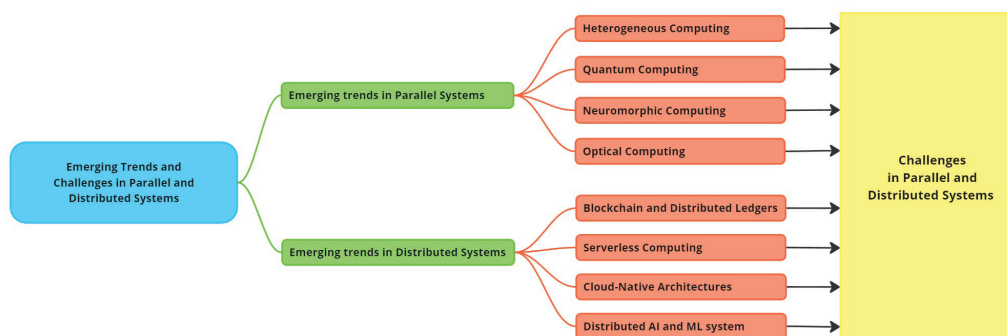 Emerging Trends and
Challenges in Parallel and
Distributed Systems
Emerging trends in Parallel Systems
Heterogeneous Computing
Quantum Computing
Neuromorphic Computing
Optical Computing
Emerging trends in Distributed Systems
Blockchain and Distributed Ledgers
Serverless Computing
Cloud-Native Architectures
Distributed AI and ML system
Challenges
in Parallel and
Distributed Systems